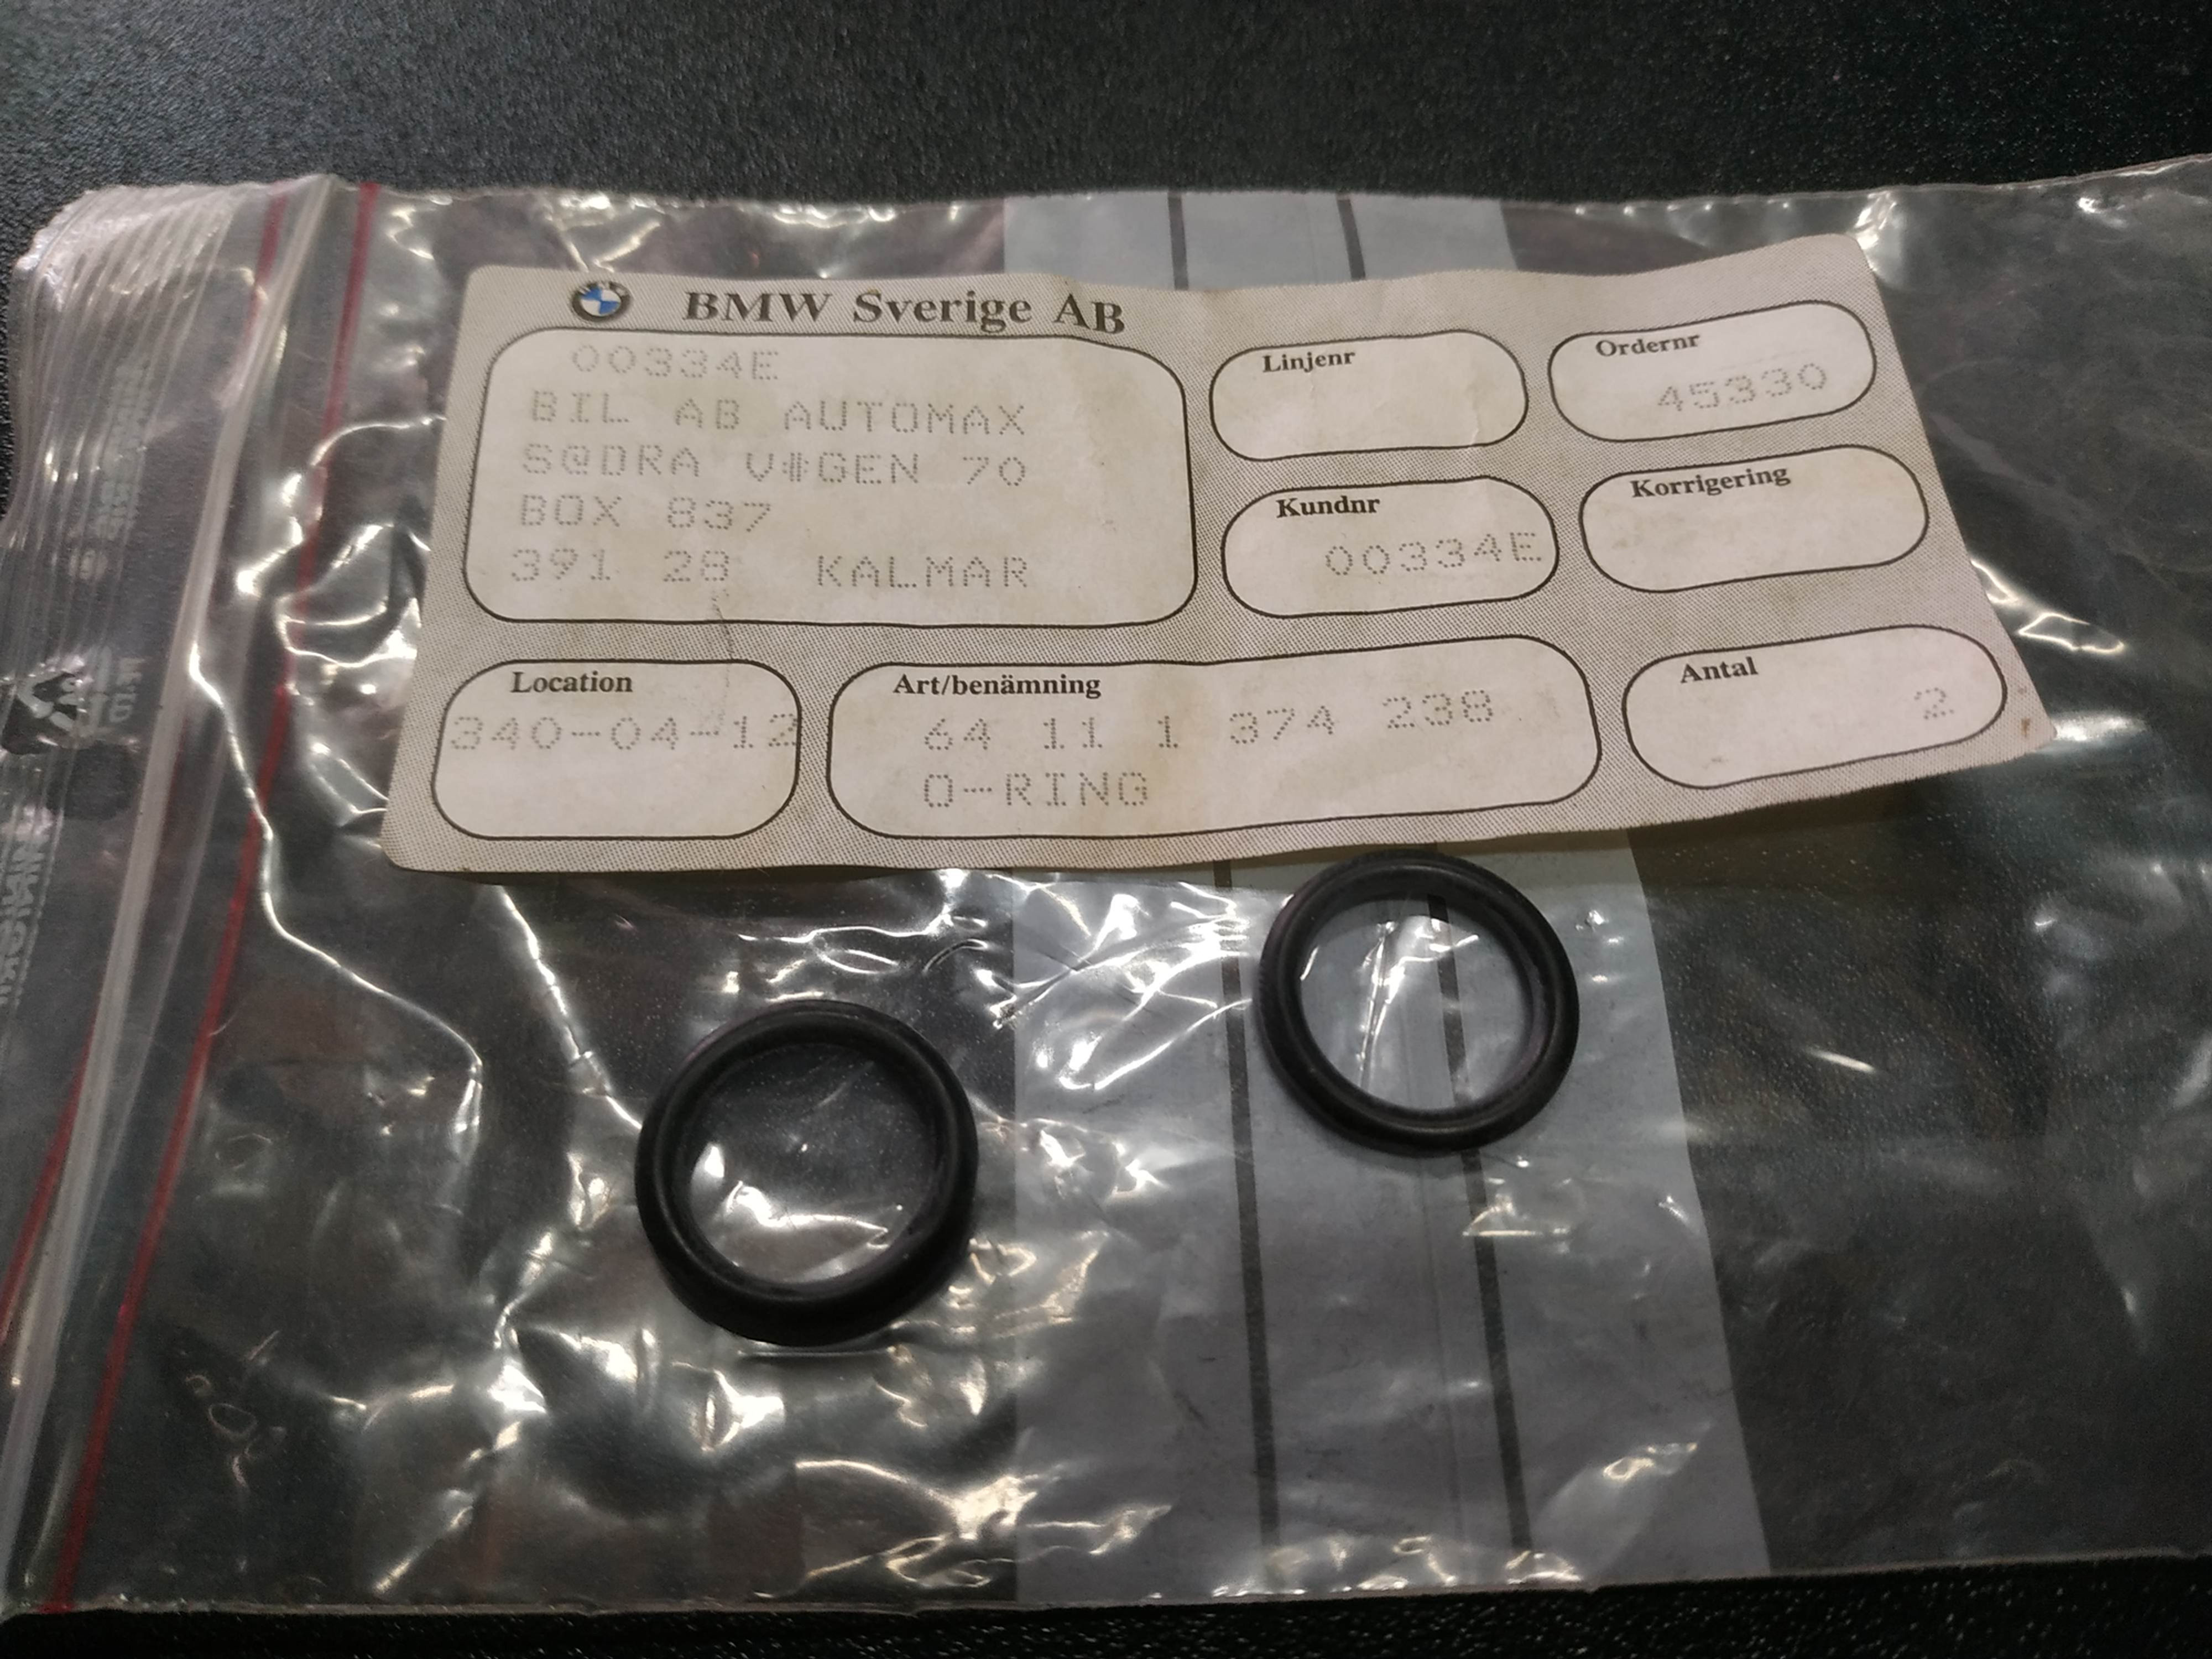 BMW Sverige AB
00334E
BIL AB AUTOMAX
S@DRA V#GEN 70
BOX 837
391 28 KALMAR
Linjenr
Ordernr
45330
Kundnr
00334E
Korrigering
Location
340-04-12
Art/benämning
64 11 1 374 238
O-RING
Antal
2